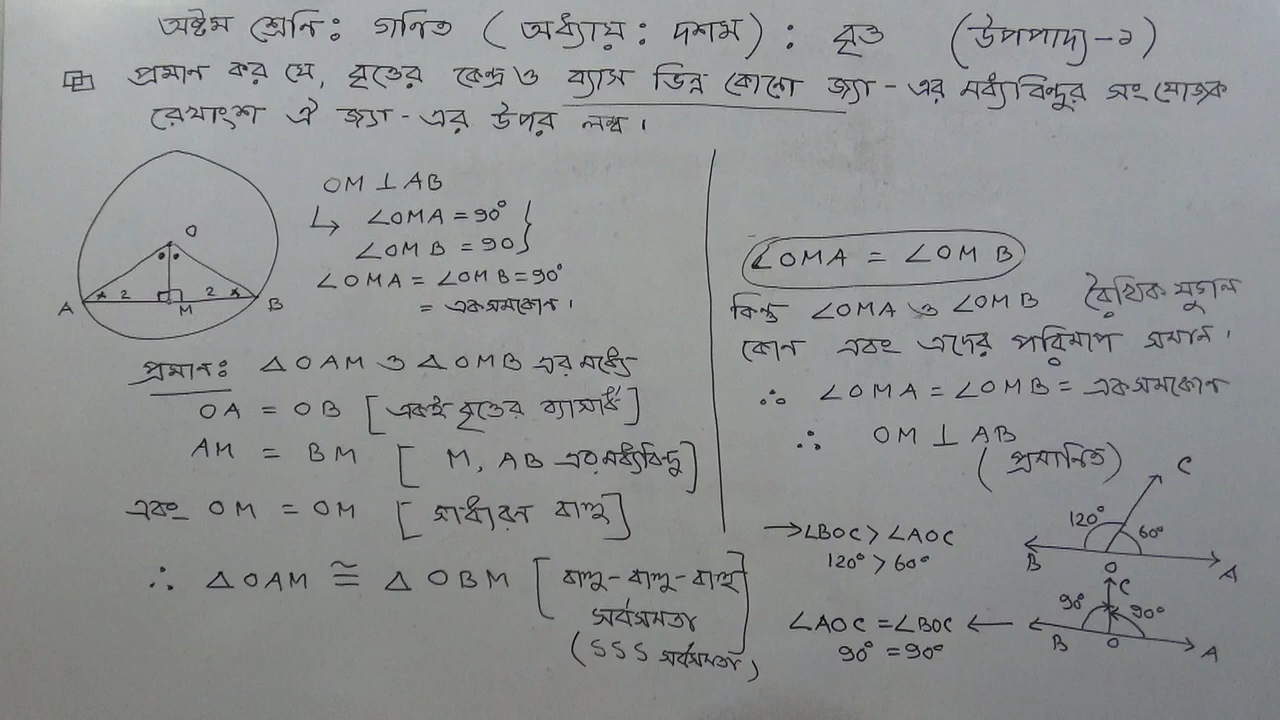 অষ্টম শ্রেনি: গনিত ( অধ্যায়: দশম ) : বৃত্ত (উপপাদ্য-১)
প্রমান কর যে, বৃত্তের কেন্দ্র ও ব্যাস ভিন্ন কোনো জ্যা-এর মধ্যবিন্দুর সংযোজক
রেখাংশ ঐ জ্যা-এর উপর লম্ব।
O
A 2 M 2 B
OM ⊥ AB
↳ ∠OMA = 90°
∠OMB = 90
∠OMA = ∠OMB = 90°
= একসমকোন।
প্রমান: Δ OAM ও Δ OMB এর মধ্যে
OA = OB [একই বৃত্তের ব্যাসার্ধ]
AM = BM [M, AB এর মধ্যবিন্দু]
এবং OM = OM [সাধারন বাহু]
∴ Δ OAM ≅ Δ OBM [বাহু-বাহু-বাহু
সর্বসমতা
(SSS সর্বসমতা)]
∠OMA = ∠OMB
কিন্তু ∠OMA ও ∠OMB রৈখিক যুগল
কোন এবং এদের পরিমাপ সমান।
∴ ∠OMA = ∠OMB = একসমকোন
∴ OM ⊥ AB
(প্রমানিত)
→∠BOC > ∠AOC
120° > 60°
C
120° 60°
B O A
∠AOC = ∠BOC ←
90° = 90°
C
90° 90°
B O A